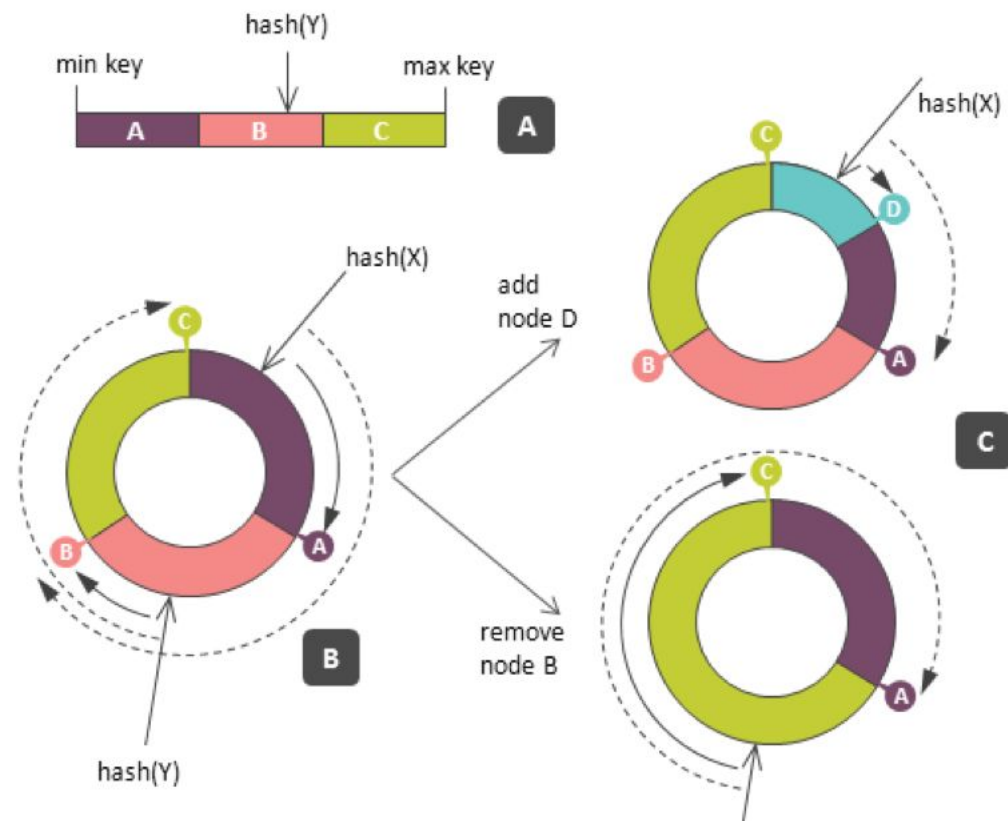 hash(Y)
min key
max key
A
B
C
A
hash(X)
C
D
A
B
hash(X)
C
A
B
B
hash(Y)
add
node D
remove
node B
C
C
A